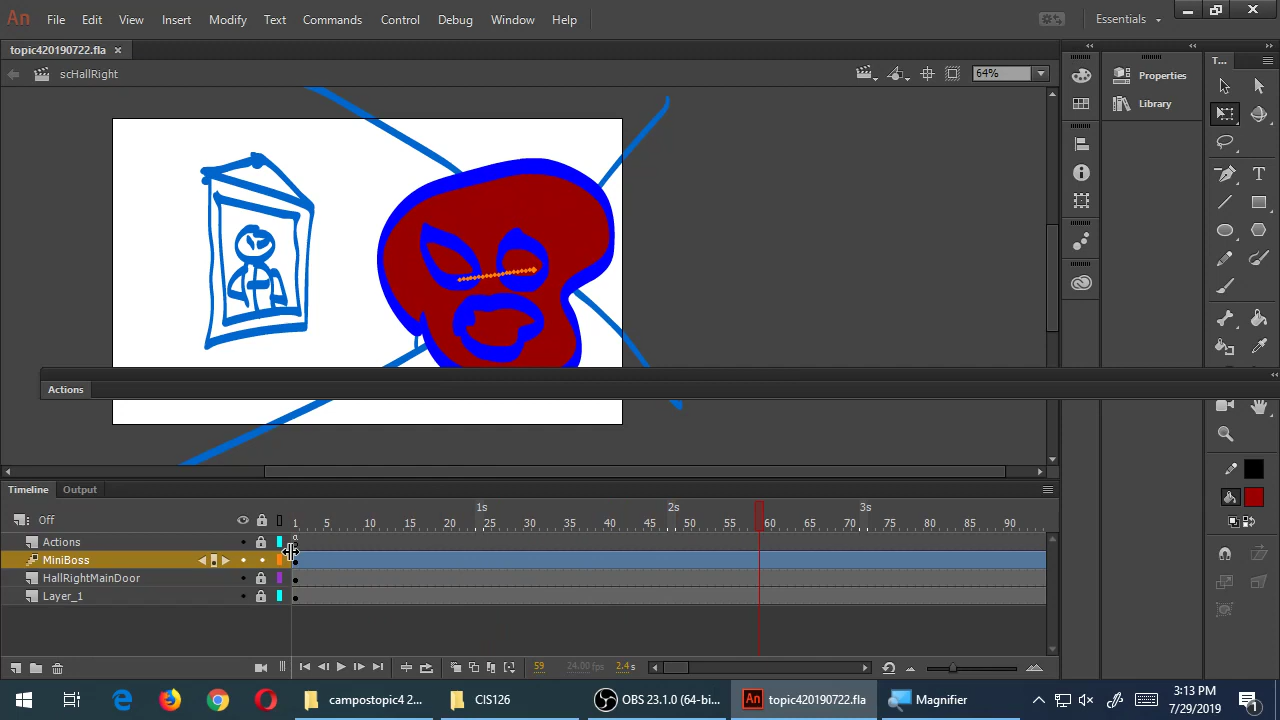 An File Edit View Insert Modify Text Commands Control Debug Window Help Essentials
topic420190722.fla ×
scHallRight 64% T...
Properties
Library
Actions
Timeline Output
1s 2s 3s
Off 1 5 10 15 20 25 30 35 40 45 50 55 60 65 70 75 80 85 90
Actions a
MiniBoss
HallRightMainDoor
Layer_1
59 24.00 fps 2.4 s
campostopic4 2... CIS126 OBS 23.1.0 (64-bi... An topic420190722.fla Magnifier
3:13 PM
7/29/2019 1